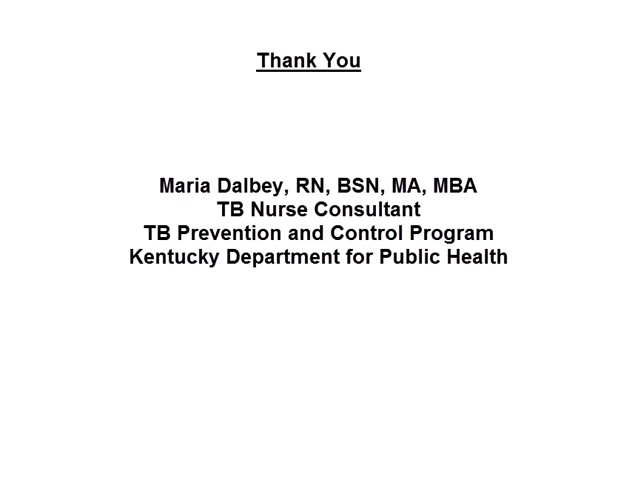 Thank You
Maria Dalbey, RN, BSN, MA, MBA
TB Nurse Consultant
TB Prevention and Control Program
Kentucky Department for Public Health